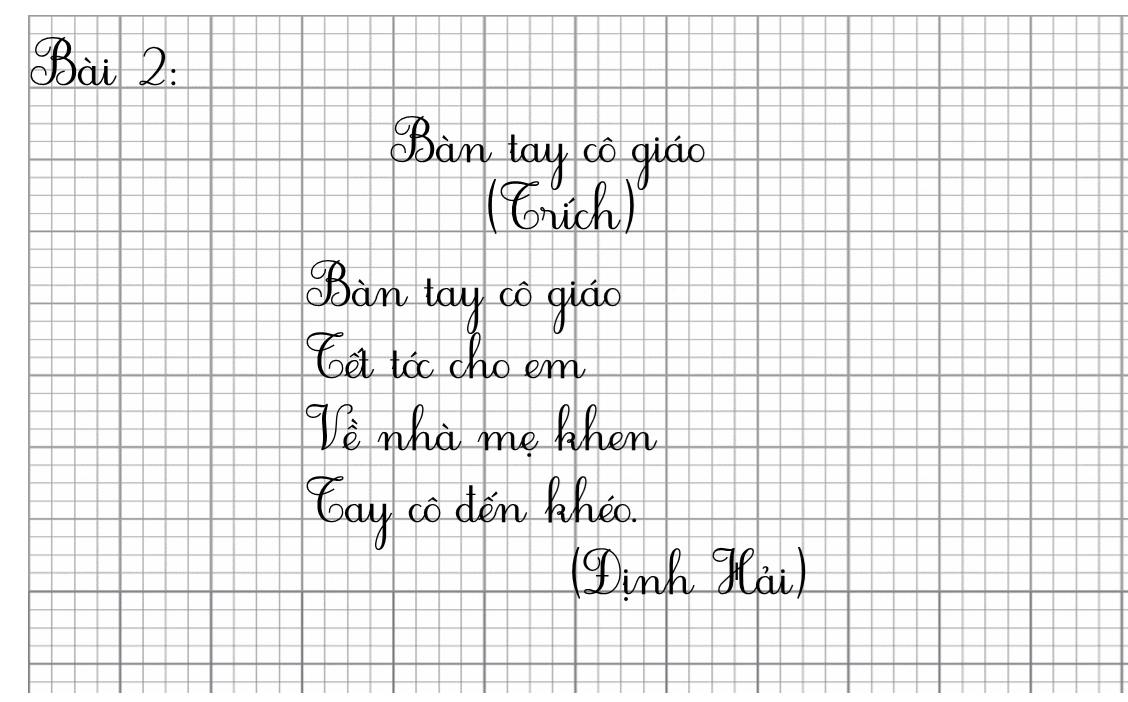 Bài 2:
Bàn tay cô giáo
(Trích)
Bàn tay cô giáo
Tết tóc cho em
Về nhà mẹ khen
Tay cô đến khéo.
(Định Hải)